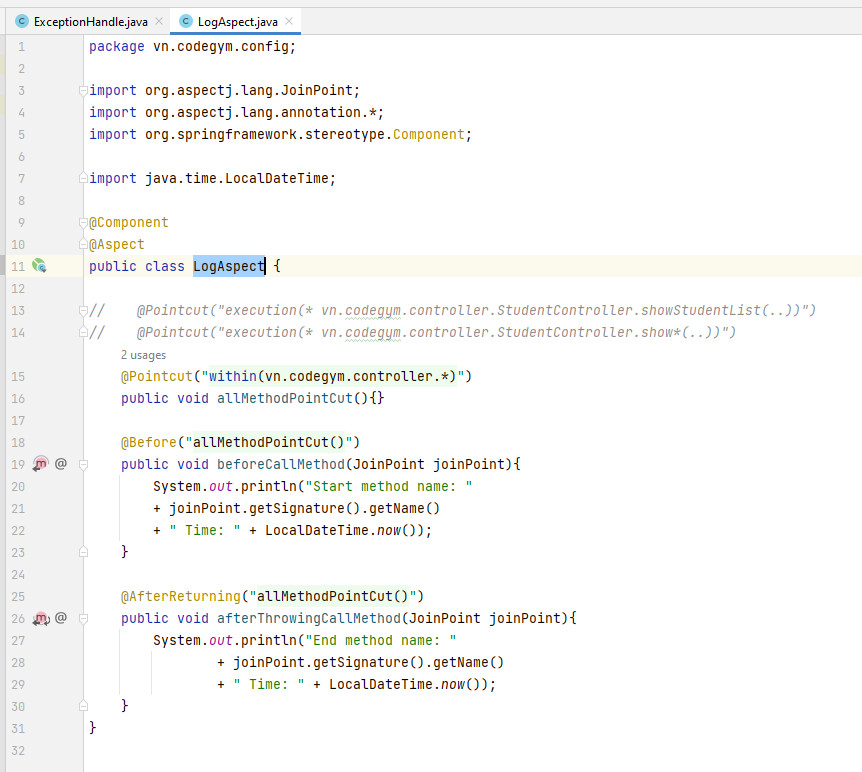 ExceptionHandle.java LogAspect.java
1 package vn.codegym.config;
2
3 import org.aspectj.lang.JoinPoint;
4 import org.aspectj.lang.annotation.*;
5 import org.springframework.stereotype.Component;
6
7 import java.time.LocalDateTime;
8
9 @Component
10 @Aspect
11 public class LogAspect {
12
13 //    @Pointcut("execution(* vn.codegym.controller.StudentController.showStudentList(..))")
14 //    @Pointcut("execution(* vn.codegym.controller.StudentController.show*(..))")
2 usages
15     @Pointcut("within(vn.codegym.controller.*)")
16     public void allMethodPointCut(){}
17
18     @Before("allMethodPointCut()")
19 @     public void beforeCallMethod(JoinPoint joinPoint){
20         System.out.println("Start method name: "
21         + joinPoint.getSignature().getName()
22         + " Time: " + LocalDateTime.now());
23     }
24
25     @AfterReturning("allMethodPointCut()")
26 @     public void afterThrowingCallMethod(JoinPoint joinPoint){
27         System.out.println("End method name: "
28                 + joinPoint.getSignature().getName()
29                 + " Time: " + LocalDateTime.now());
30     }
31 }
32